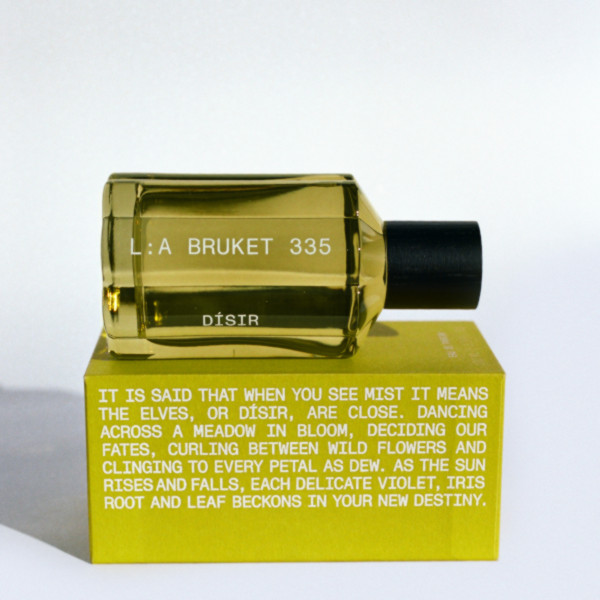 L:A BRUKET 335
DÍSIR
IT IS SAID THAT WHEN YOU SEE MIST IT MEANS
THE ELVES, OR DÍSIR, ARE CLOSE. DANCING
ACROSS A MEADOW IN BLOOM, DECIDING OUR
FATES, CURLING BETWEEN WILD FLOWERS AND
CLINGING TO EVERY PETAL AS DEW. AS THE SUN
RISES AND FALLS, EACH DELICATE VIOLET, IRIS
ROOT AND LEAF BECKONS IN YOUR NEW DESTINY.